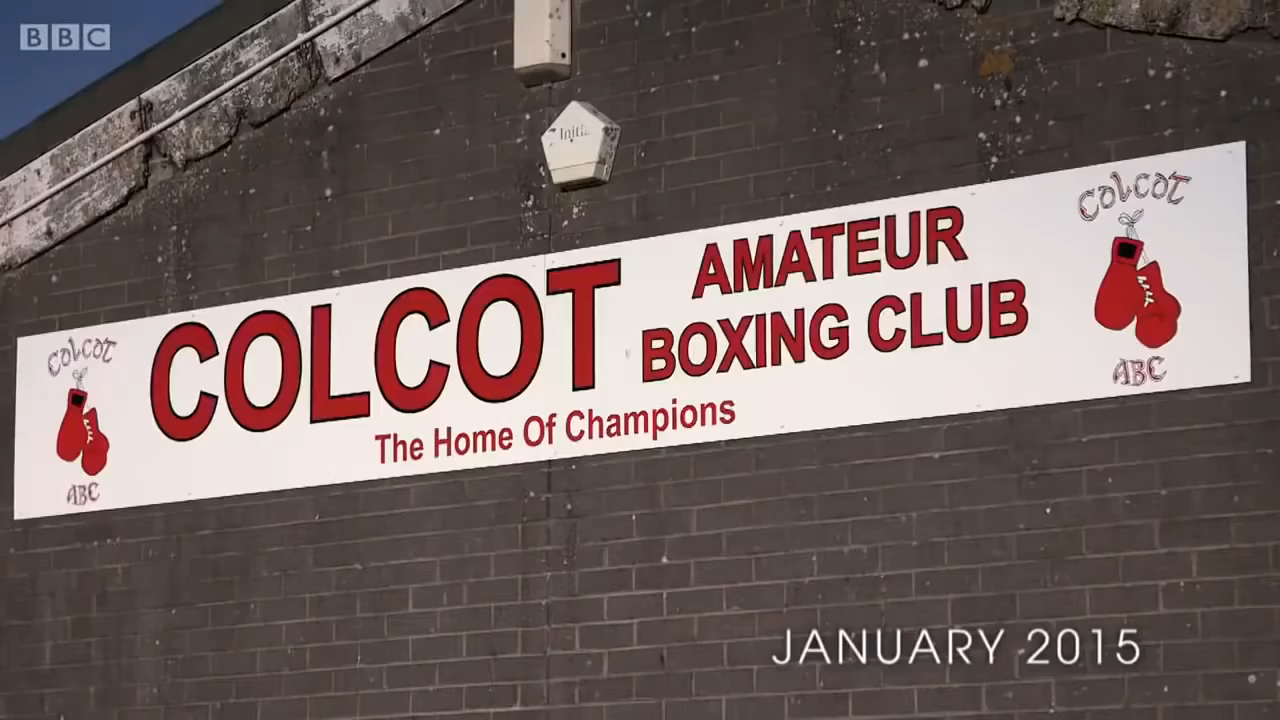 BBC
Colcot
ABC
COLCOT
AMATEUR
BOXING CLUB
The Home Of Champions
Colcot
ABC
JANUARY 2015